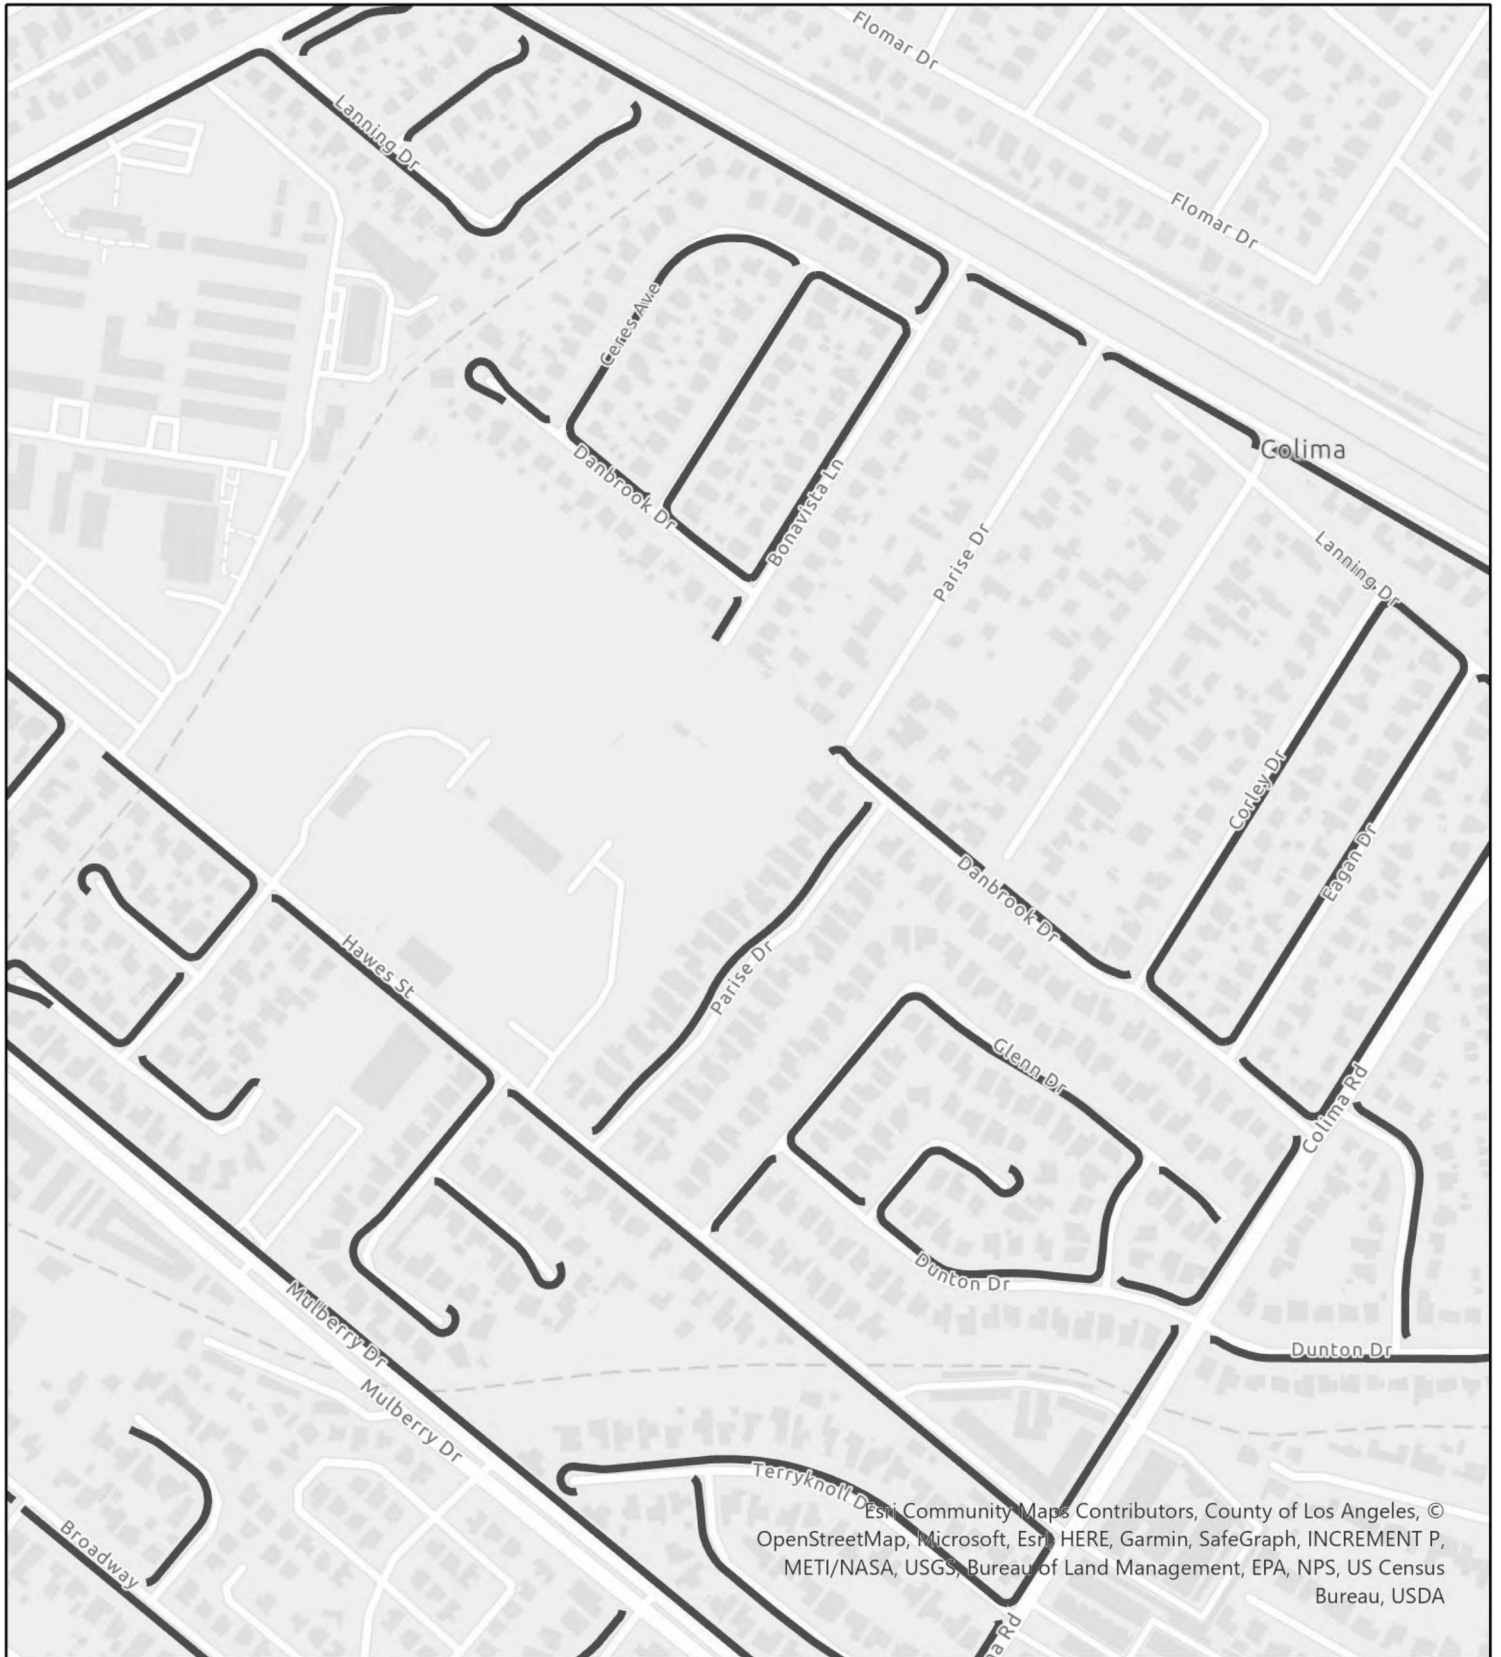 Flomar Dr
Lanning Dr
Flomar Dr
Ceres Ave
Colima
Danbrook Dr
Bonavista Ln
Parise Dr
Lanning Dr
Corley Dr
Eagan Dr
Danbrook Dr
Hawes St
Parise Dr
Glenn Dr
Colima Rd
Dunton Dr
Mulberry Dr
Dunton Dr
Mulberry Dr
Terryknoll D
Broadway
Esri Community Maps Contributors, County of Los Angeles, ©
OpenStreetMap, Microsoft, Esri, HERE, Garmin, SafeGraph, INCREMENT P,
METI/NASA, USGS, Bureau of Land Management, EPA, NPS, US Census
Bureau, USDA
a Rd